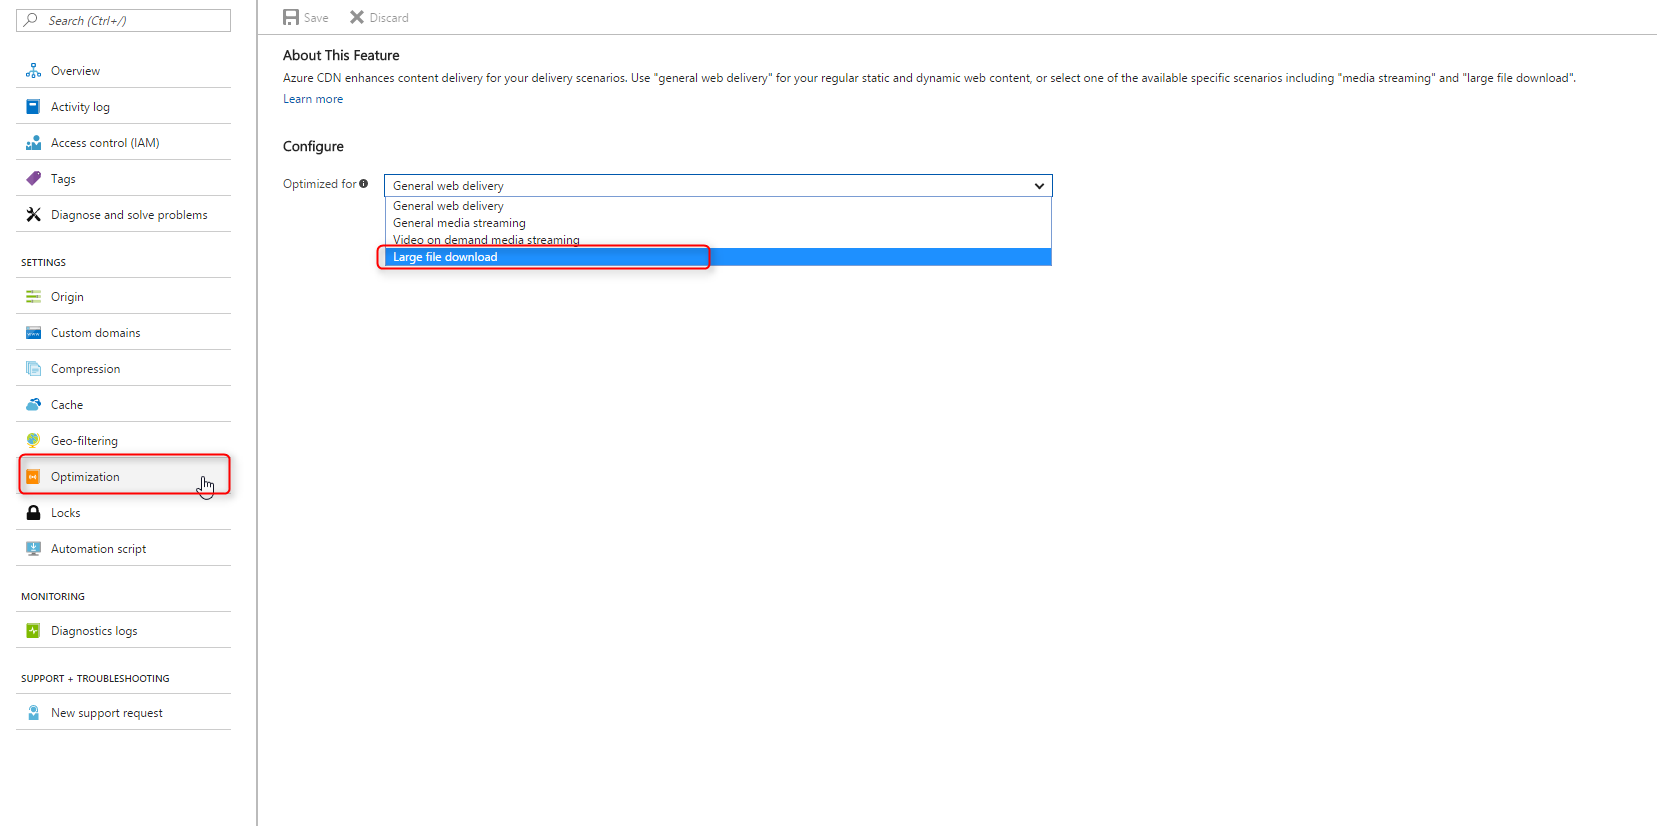 Search (Ctrl+/)
Overview
Activity log
Access control (IAM)
Tags
Diagnose and solve problems
SETTINGS
Origin
Custom domains
Compression
Cache
Geo-filtering
Optimization
Locks
Automation script
MONITORING
Diagnostics logs
SUPPORT + TROUBLESHOOTING
New support request
Save
Discard
About This Feature
Azure CDN enhances content delivery for your delivery scenarios. Use "general web delivery" for your regular static and dynamic web content, or select one of the available specific scenarios including "media streaming" and "large file download".
Learn more
Configure
Optimized for
General web delivery
General web delivery
General media streaming
Video on demand media streaming
Large file download